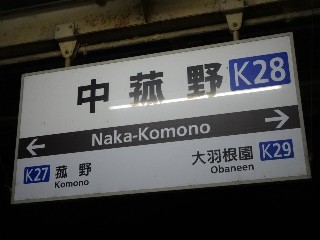 中菰野 K28
← Naka-Komono →
K27 菰野 Komono
大羽根園 Obaneen K29